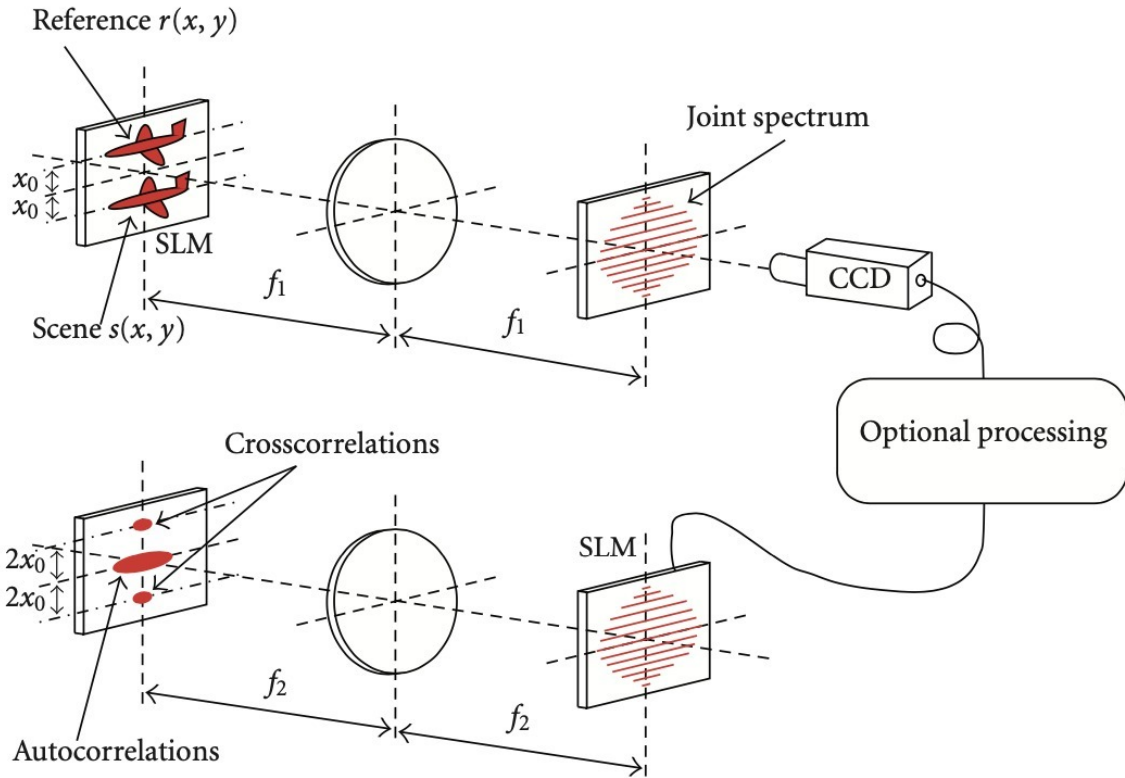 Reference r(x, y)
Joint spectrum
x₀
x₀
SLM
CCD
f₁
f₁
Scene s(x, y)
Optional processing
Crosscorrelations
SLM
2x₀
2x₀
f₂
f₂
Autocorrelations